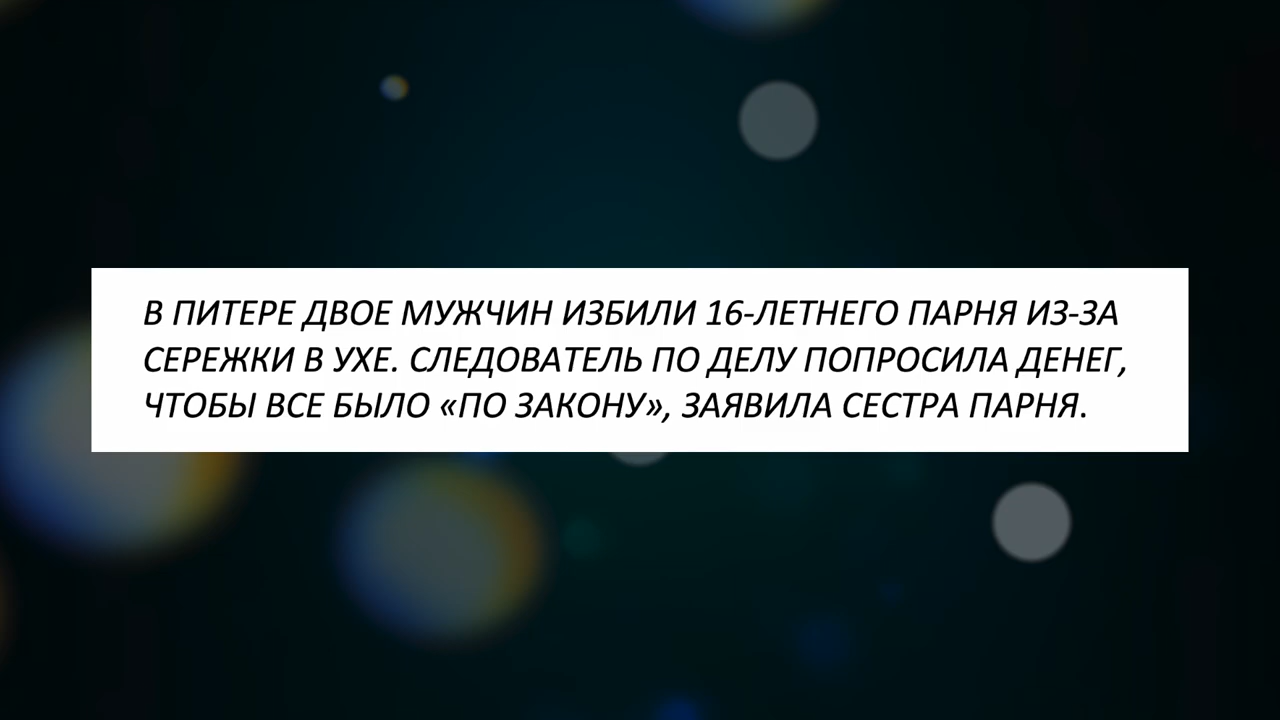 В ПИТЕРЕ ДВОЕ МУЖЧИН ИЗБИЛИ 16-ЛЕТНЕГО ПАРНЯ ИЗ-ЗА
СЕРЕЖКИ В УХЕ. СЛЕДОВАТЕЛЬ ПО ДЕЛУ ПОПРОСИЛА ДЕНЕГ,
ЧТОБЫ ВСЕ БЫЛО «ПО ЗАКОНУ», ЗАЯВИЛА СЕСТРА ПАРНЯ.